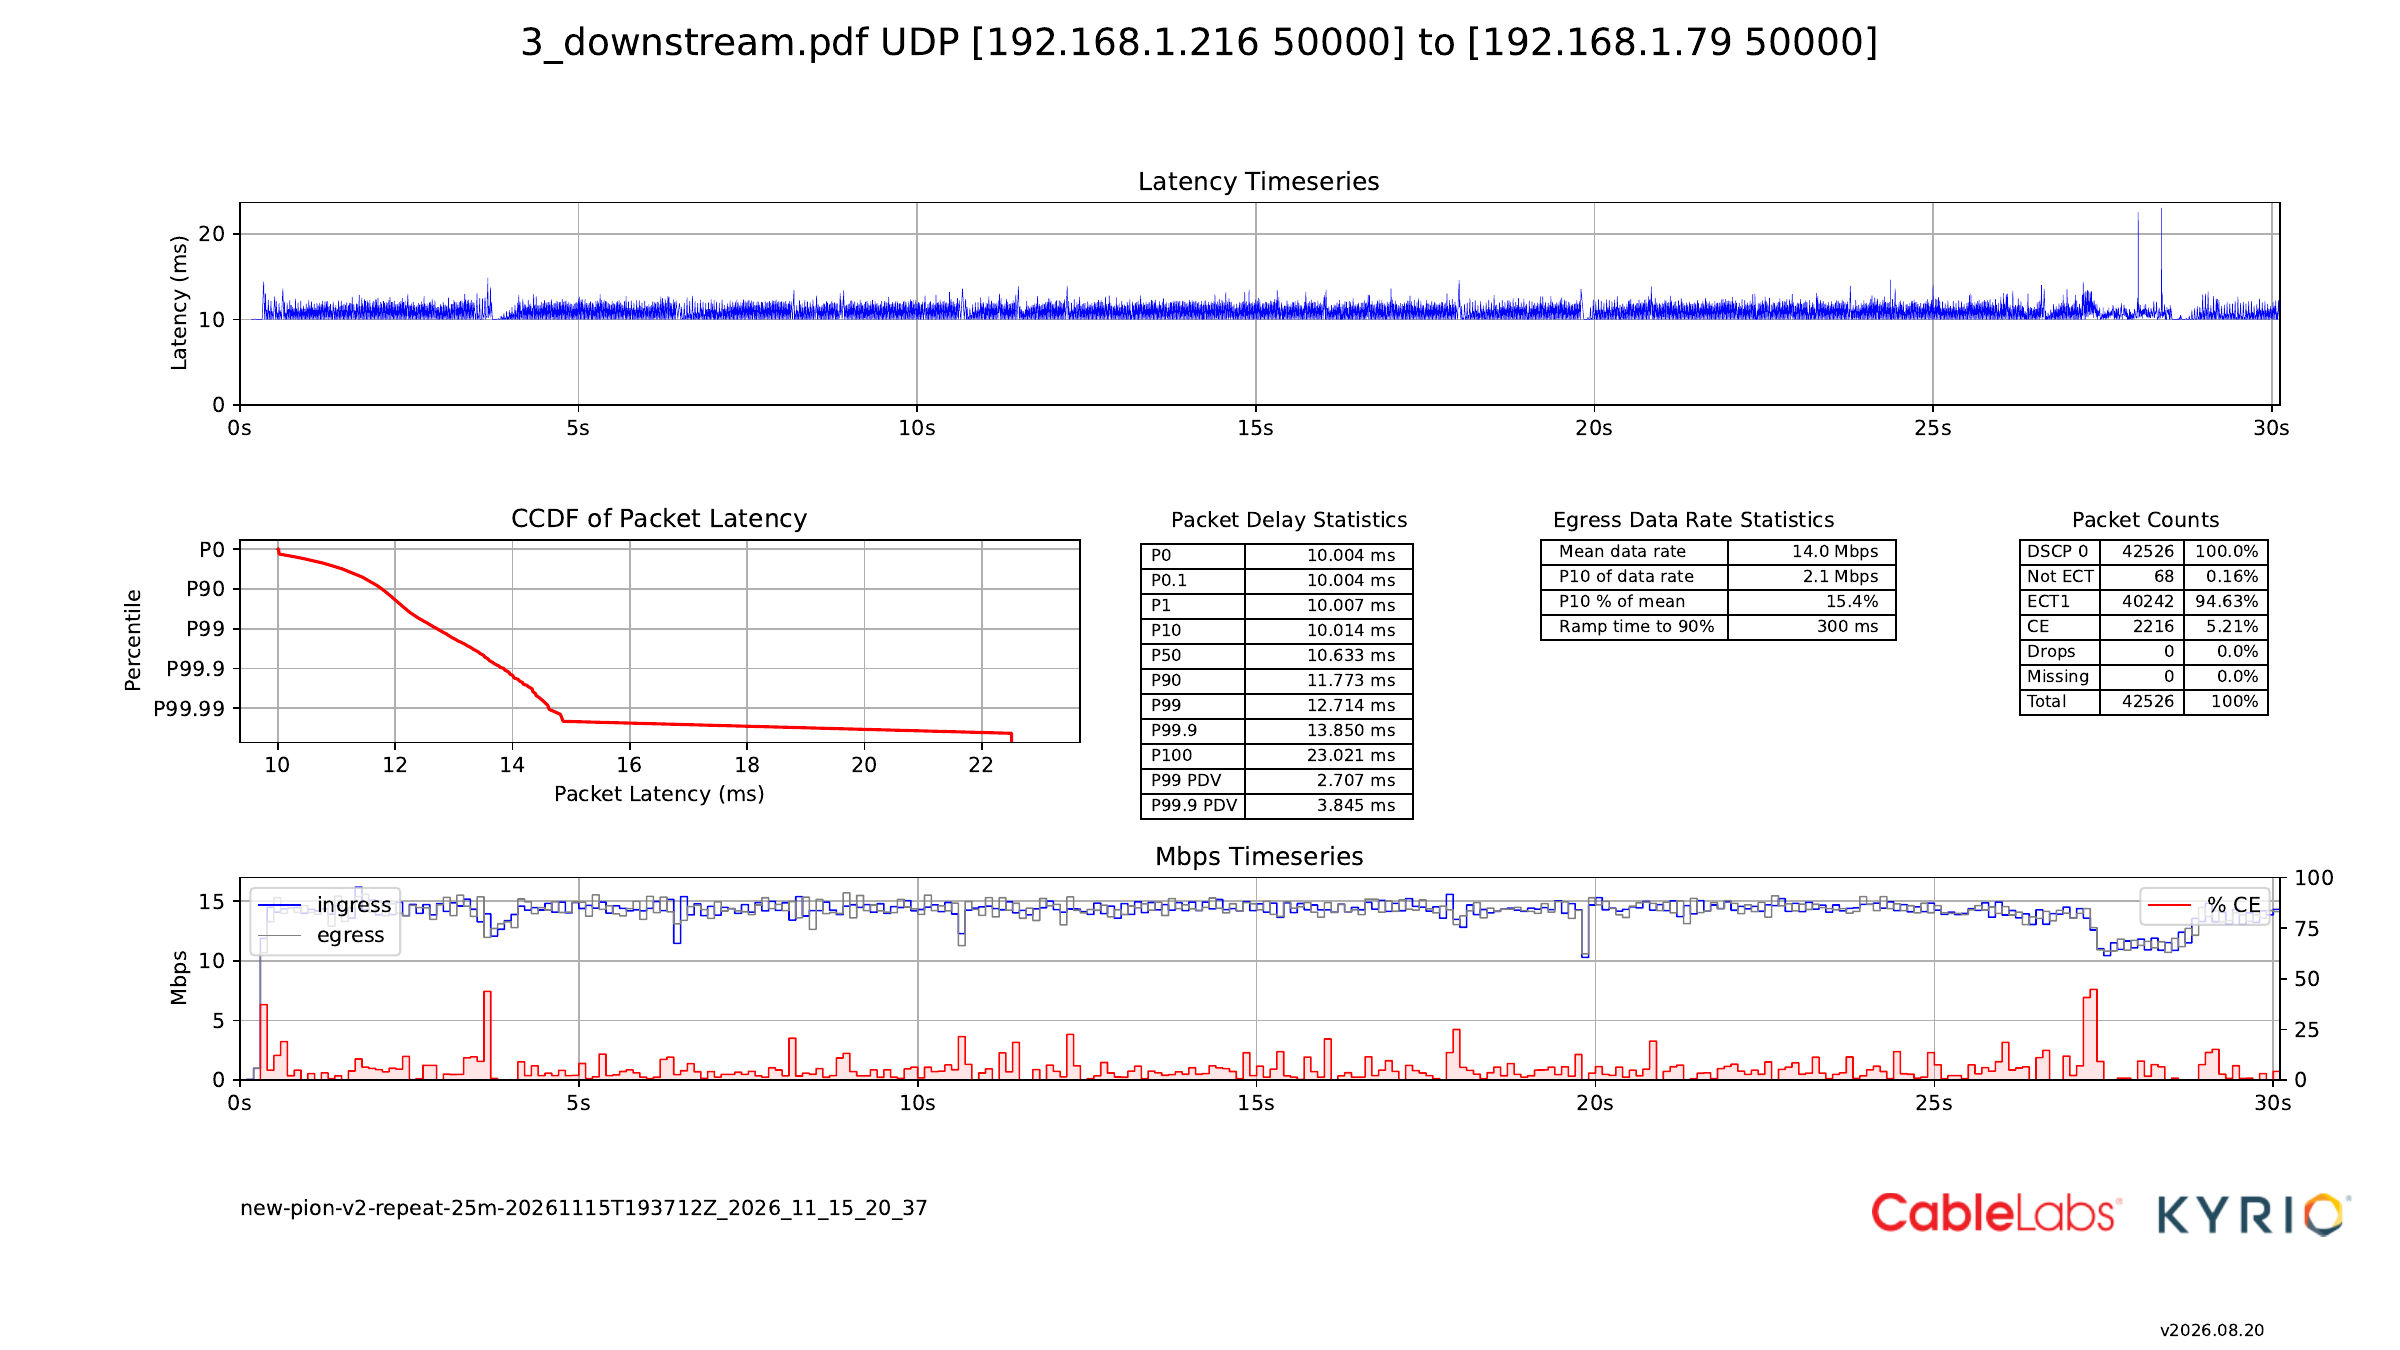 3_downstream.pdf UDP [192.168.1.216 50000] to [192.168.1.79 50000]
Latency Timeseries
Latency (ms)
20
10
0
0s 5s 10s 15s 20s 25s 30s
CCDF of Packet Latency
Percentile
P0
P90
P99
P99.9
P99.99
10 12 14 16 18 20 22
Packet Latency (ms)
Packet Delay Statistics
P0 10.004 ms
P0.1 10.004 ms
P1 10.007 ms
P10 10.014 ms
P50 10.633 ms
P90 11.773 ms
P99 12.714 ms
P99.9 13.850 ms
P100 23.021 ms
P99 PDV 2.707 ms
P99.9 PDV 3.845 ms
Egress Data Rate Statistics
Mean data rate 14.0 Mbps
P10 of data rate 2.1 Mbps
P10 % of mean 15.4%
Ramp time to 90% 300 ms
Packet Counts
DSCP 0 42526 100.0%
Not ECT 68 0.16%
ECT1 40242 94.63%
CE 2216 5.21%
Drops 0 0.0%
Missing 0 0.0%
Total 42526 100%
Mbps Timeseries
Mbps
15
10
5
0
ingress
egress
% CE
100
75
50
25
0
0s 5s 10s 15s 20s 25s 30s
new-pion-v2-repeat-25m-20261115T193712Z_2026_11_15_20_37
CableLabs® KYRIO®
v2026.08.20